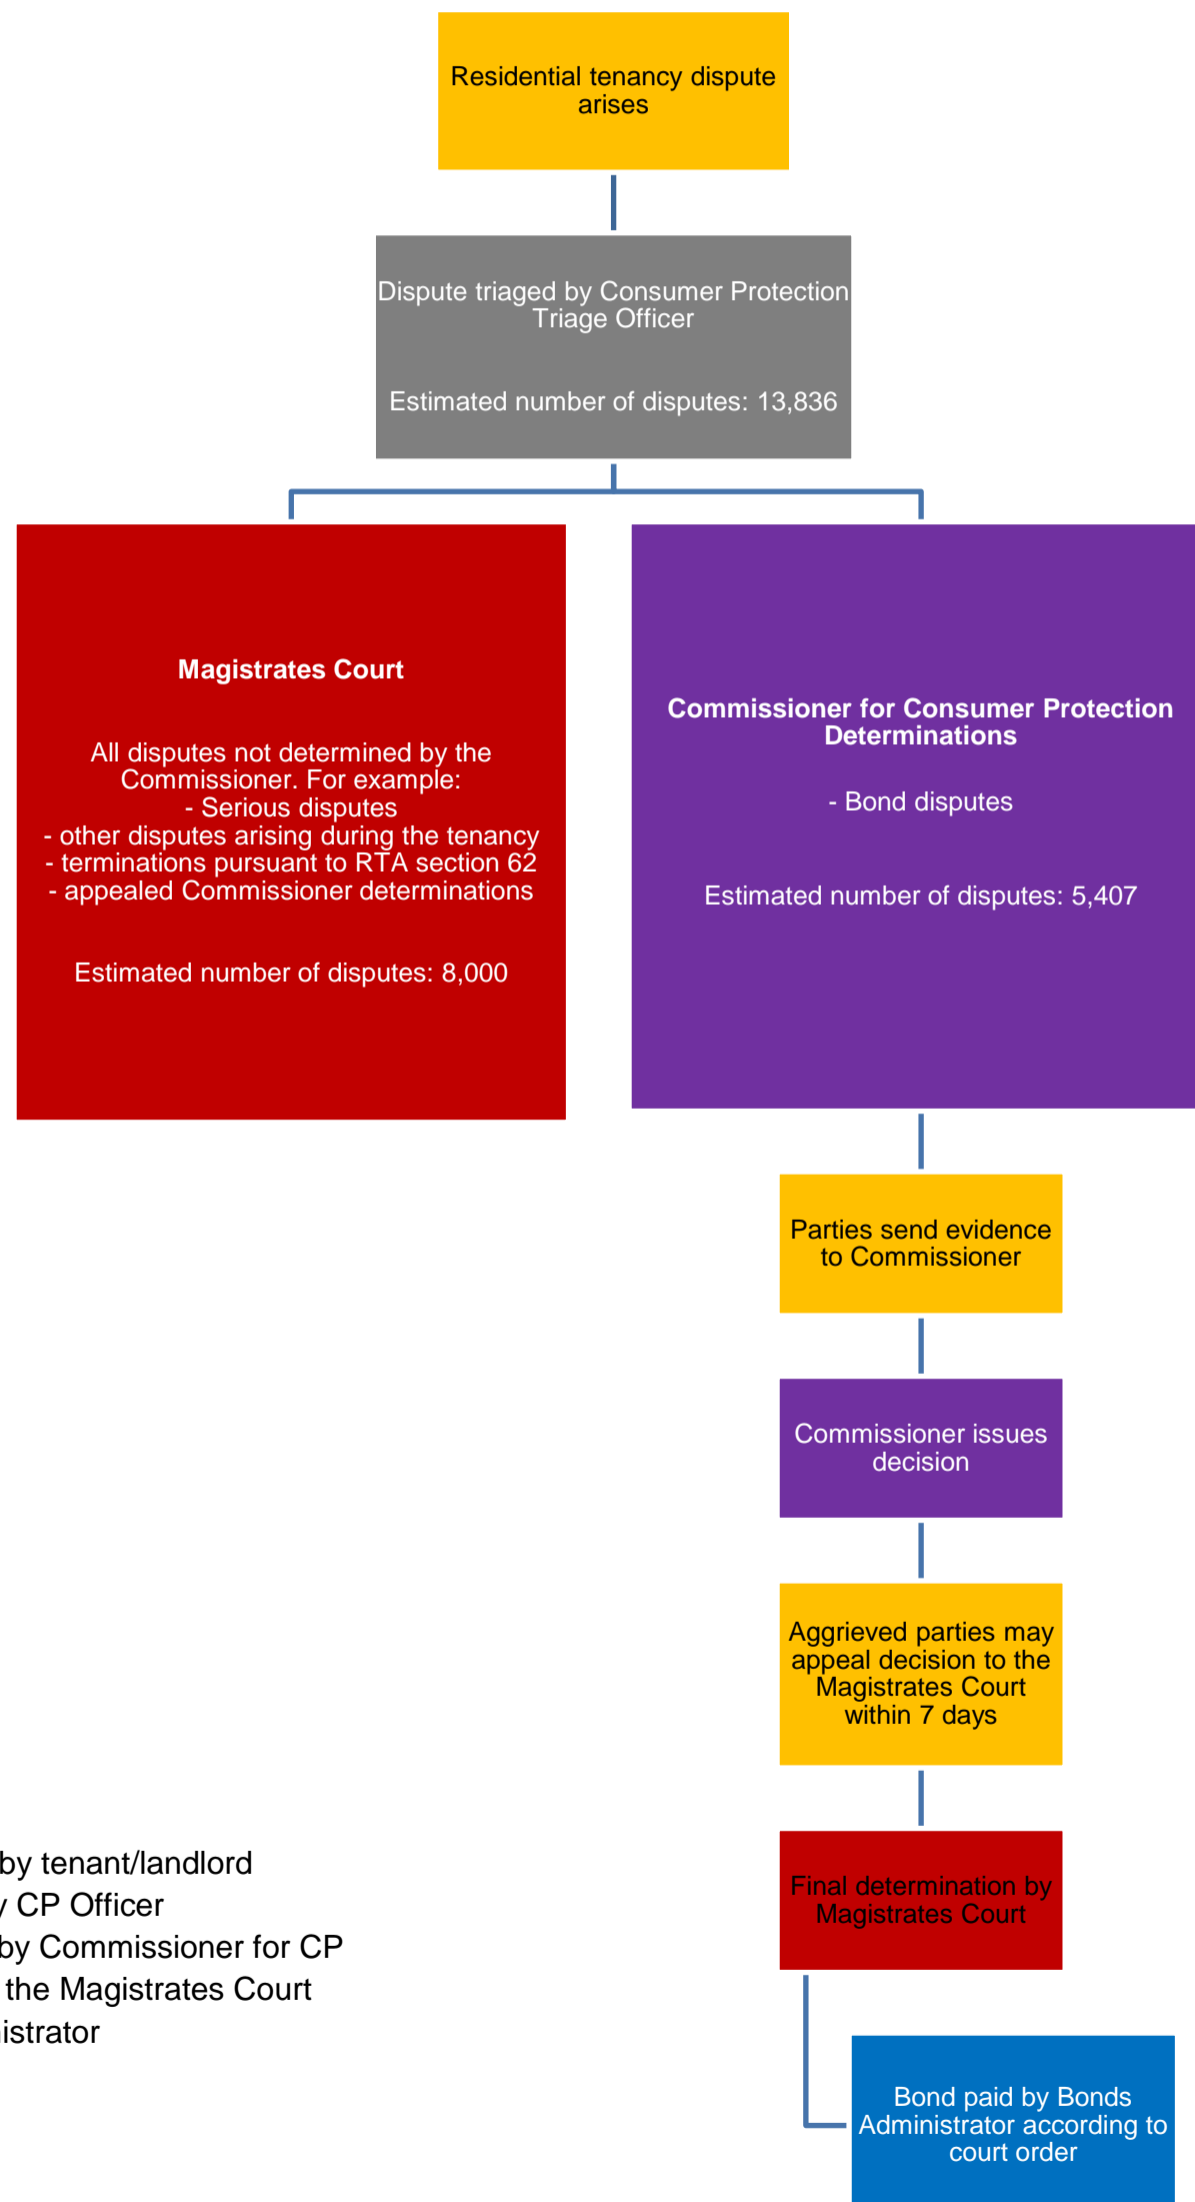 Residential tenancy dispute
arises
Dispute triaged by Consumer Protection
Triage Officer
Estimated number of disputes: 13,836
Magistrates Court
All disputes not determined by the
Commissioner. For example:
- Serious disputes
- other disputes arising during the tenancy
- terminations pursuant to RTA section 62
- appealed Commissioner determinations
Estimated number of disputes: 8,000
Commissioner for Consumer Protection
Determinations
- Bond disputes
Estimated number of disputes: 5,407
Parties send evidence
to Commissioner
Commissioner issues
decision
Aggrieved parties may
appeal decision to the
Magistrates Court
within 7 days
Final determination by
Magistrates Court
Bond paid by Bonds
Administrator according to
court order
by tenant/landlord
CP Officer
by Commissioner for CP
the Magistrates Court